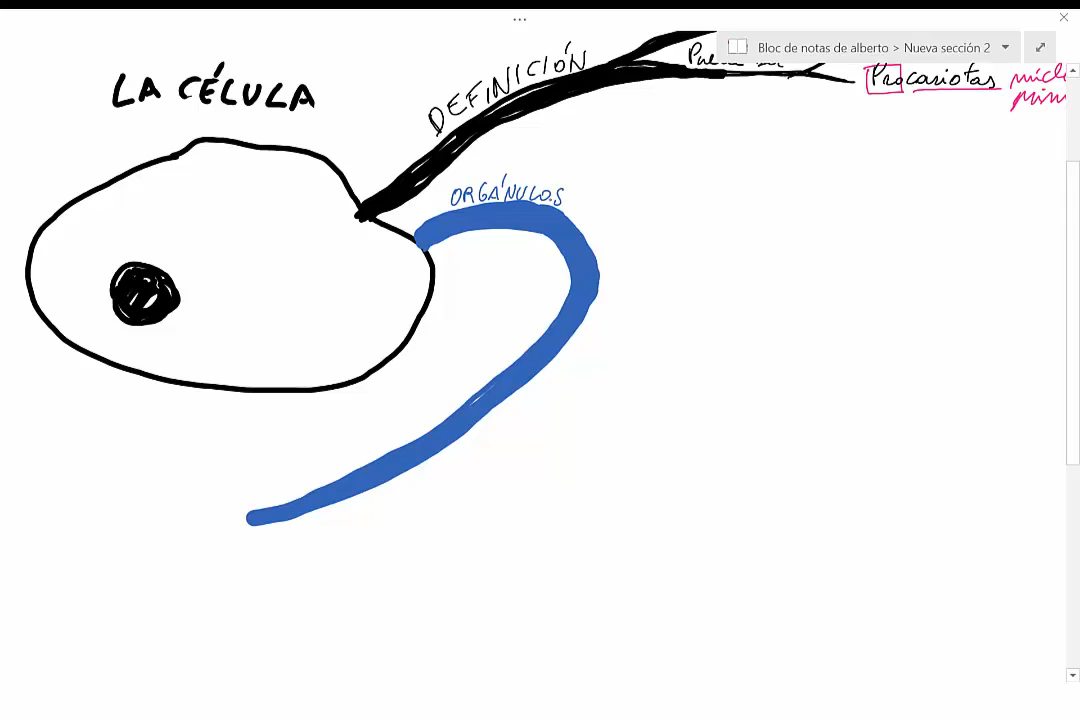 Bloc de notas de alberto > Nueva sección 2
LA CÉLULA
DEFINICIÓN
Procariotas
ORGÁNULOS